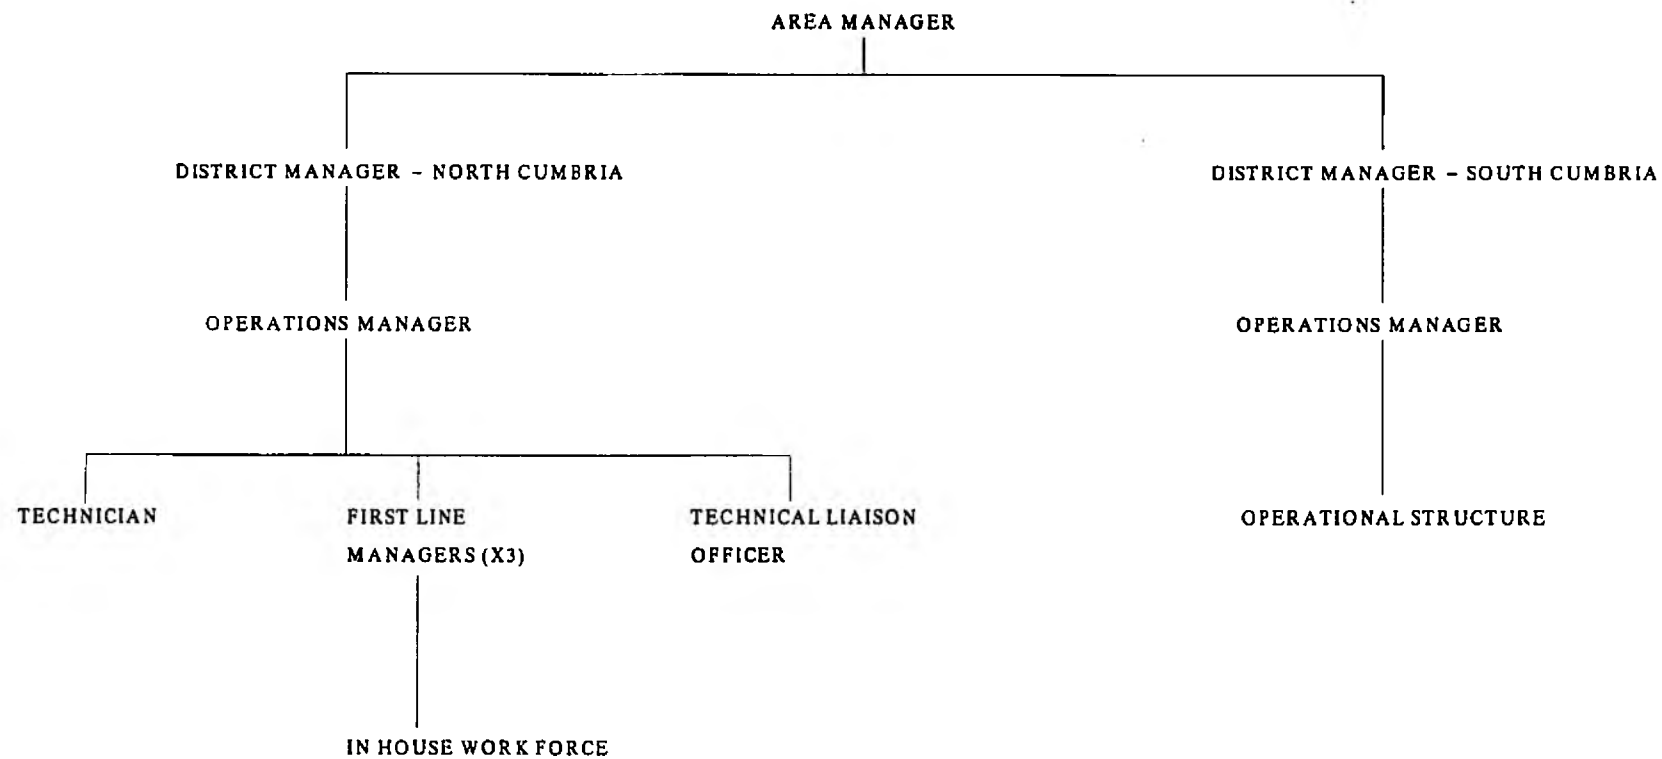 AREA MANAGER
DISTRICT MANAGER – NORTH CUMBRIA
DISTRICT MANAGER – SOUTH CUMBRIA
OPERATIONS MANAGER
OPERATIONS MANAGER
TECHNICIAN
FIRST LINE
MANAGERS (X3)
TECHNICAL LIAISON
OFFICER
OPERATIONAL STRUCTURE
IN HOUSE WORK FORCE